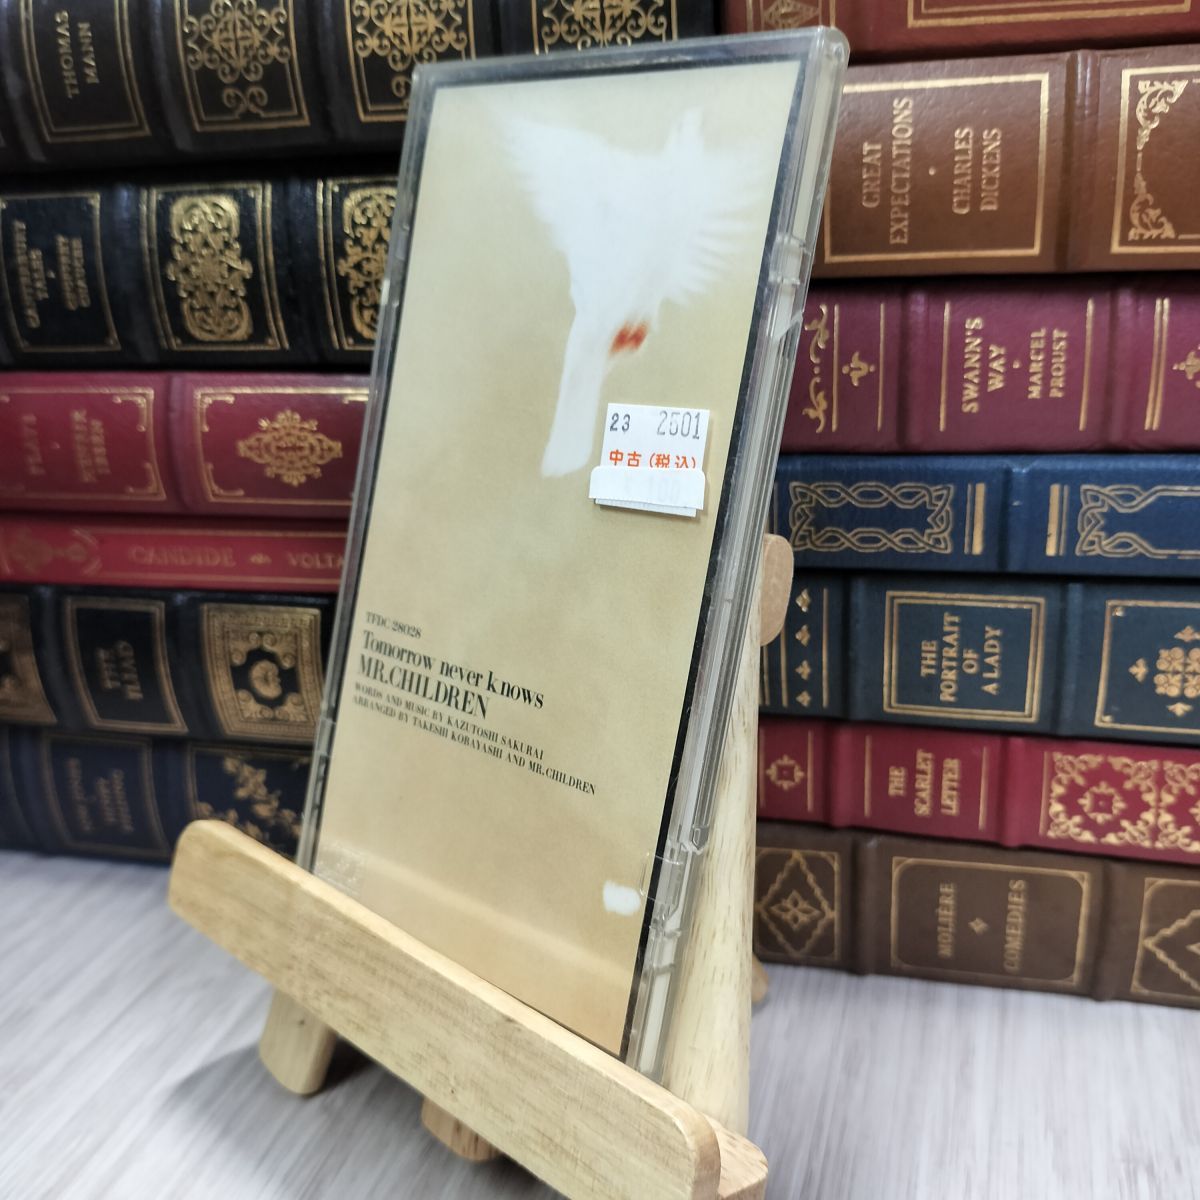 THOMAS
MANN
GREAT
EXPECTATIONS
CHARLES
DICKENS
SWANN'S
WAY
MARCEL
PROUST
23 2501
中古(税込)
CANDIDE
VOLTA
TFDC 28028
Tomorrow never knows
MR.CHILDREN
WORDS AND MUSIC BY KAZUTOSHI SAKURAI
ARRANGED BY TAKESHI KOBAYASHI AND MR.CHILDREN
THE
PORTRAIT
OF
A LADY
THE
SCARLET
LETTER
MOLIÈRE
COMEDIES